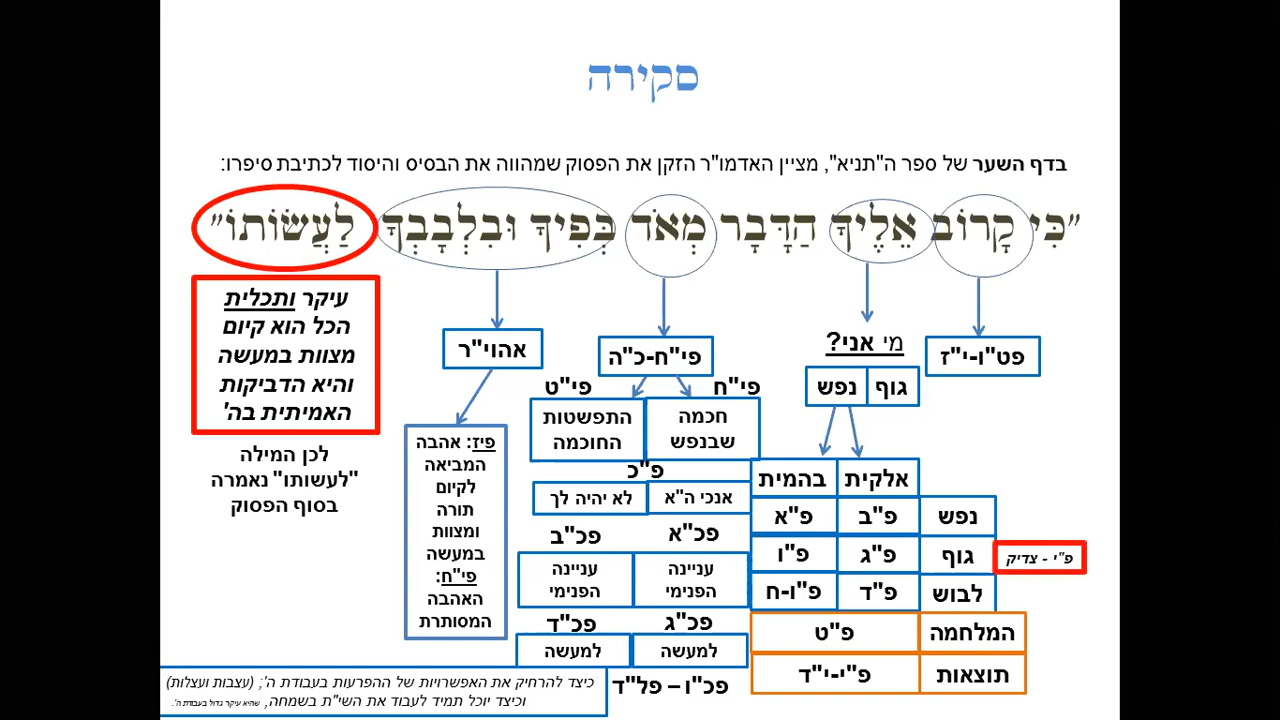 סקירה
בדף השער של ספר ה"תניא", מציין האדמו"ר הזקן את הפסוק שמהווה את הבסיס והיסוד לכתיבת סיפרו:
"כִּי קָרוֹב אֵלֶיךָ הַדָּבָר מְאֹד בְּפִיךָ וּבִלְבָבְךָ לַעֲשׂוֹתוֹ"
פט"ו-י"ז
מי אני?
גוף נפש
אלקית בהמית
נפש פ"ב פ"א
גוף פ"ג פ"ו
לבוש פ"ד פ"ו-ח
המלחמה פ"ט
תוצאות פ"י-י"ד
פ"י - צדיק
פי"ח-כ"ה
פי"ח פי"ט
חכמה התפשטות
שבנפש החוכמה
פ"כ
אנכי ה"א לא יהיה לך
פכ"א פכ"ב
עניינה עניינה
הפנימי הפנימי
פכ"ג פכ"ד
למעשה למעשה
פכ"ו – פל"ד
אהוי"ר
פיז: אהבה
המביאה
לקיום
תורה
ומצוות
במעשה
פי"ח:
האהבה
המסותרת
עיקר ותכלית
הכל הוא קיום
מצוות במעשה
והיא הדביקות
האמיתית בה'
לכן המילה
"לעשותו" נאמרה
בסוף הפסוק
כיצד להרחיק את האפשרויות של ההפרעות בעבודת ה'; (עצבות ועצלות)
וכיצד יוכל תמיד לעבוד את השי"ת בשמחה, שהיא עיקר גדול בעבודת ה'.